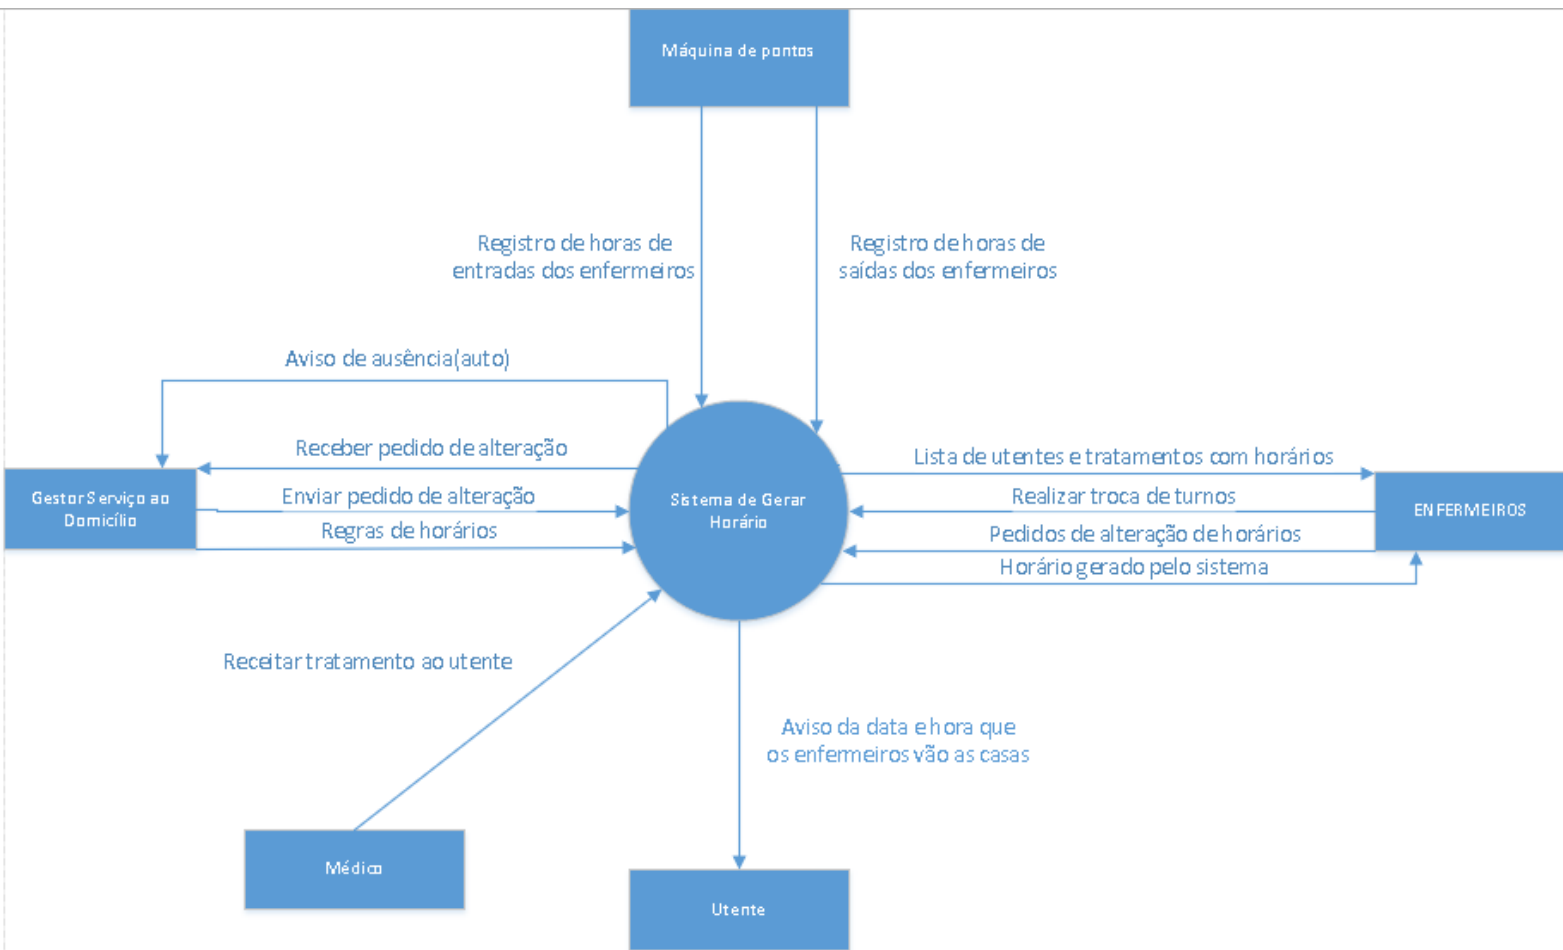 Máquina de pontos
Registro de horas de
entradas dos enfermeiros
Registro de horas de
saídas dos enfermeiros
Aviso de ausência(auto)
Receber pedido de alteração
Enviar pedido de alteração
Regras de horários
Gestor Serviço ao
Domicílio
Sistema de Gerar
Horário
Lista de utentes e tratamentos com horários
Realizar troca de turnos
Pedidos de alteração de horários
Horário gerado pelo sistema
ENFERMEIROS
Receitar tratamento ao utente
Aviso da data e hora que
os enfermeiros vão as casas
Médico
Utente